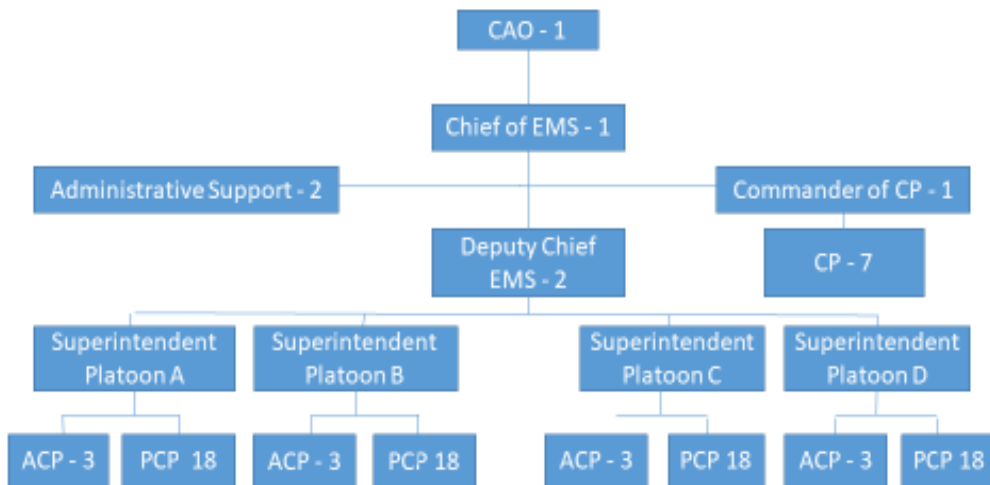 CAO - 1
Chief of EMS - 1
Administrative Support - 2
Commander of CP - 1
Deputy Chief
EMS - 2
CP - 7
Superintendent
Platoon A
Superintendent
Platoon B
Superintendent
Platoon C
Superintendent
Platoon D
ACP - 3
PCP 18
ACP - 3
PCP 18
ACP - 3
PCP 18
ACP - 3
PCP 18